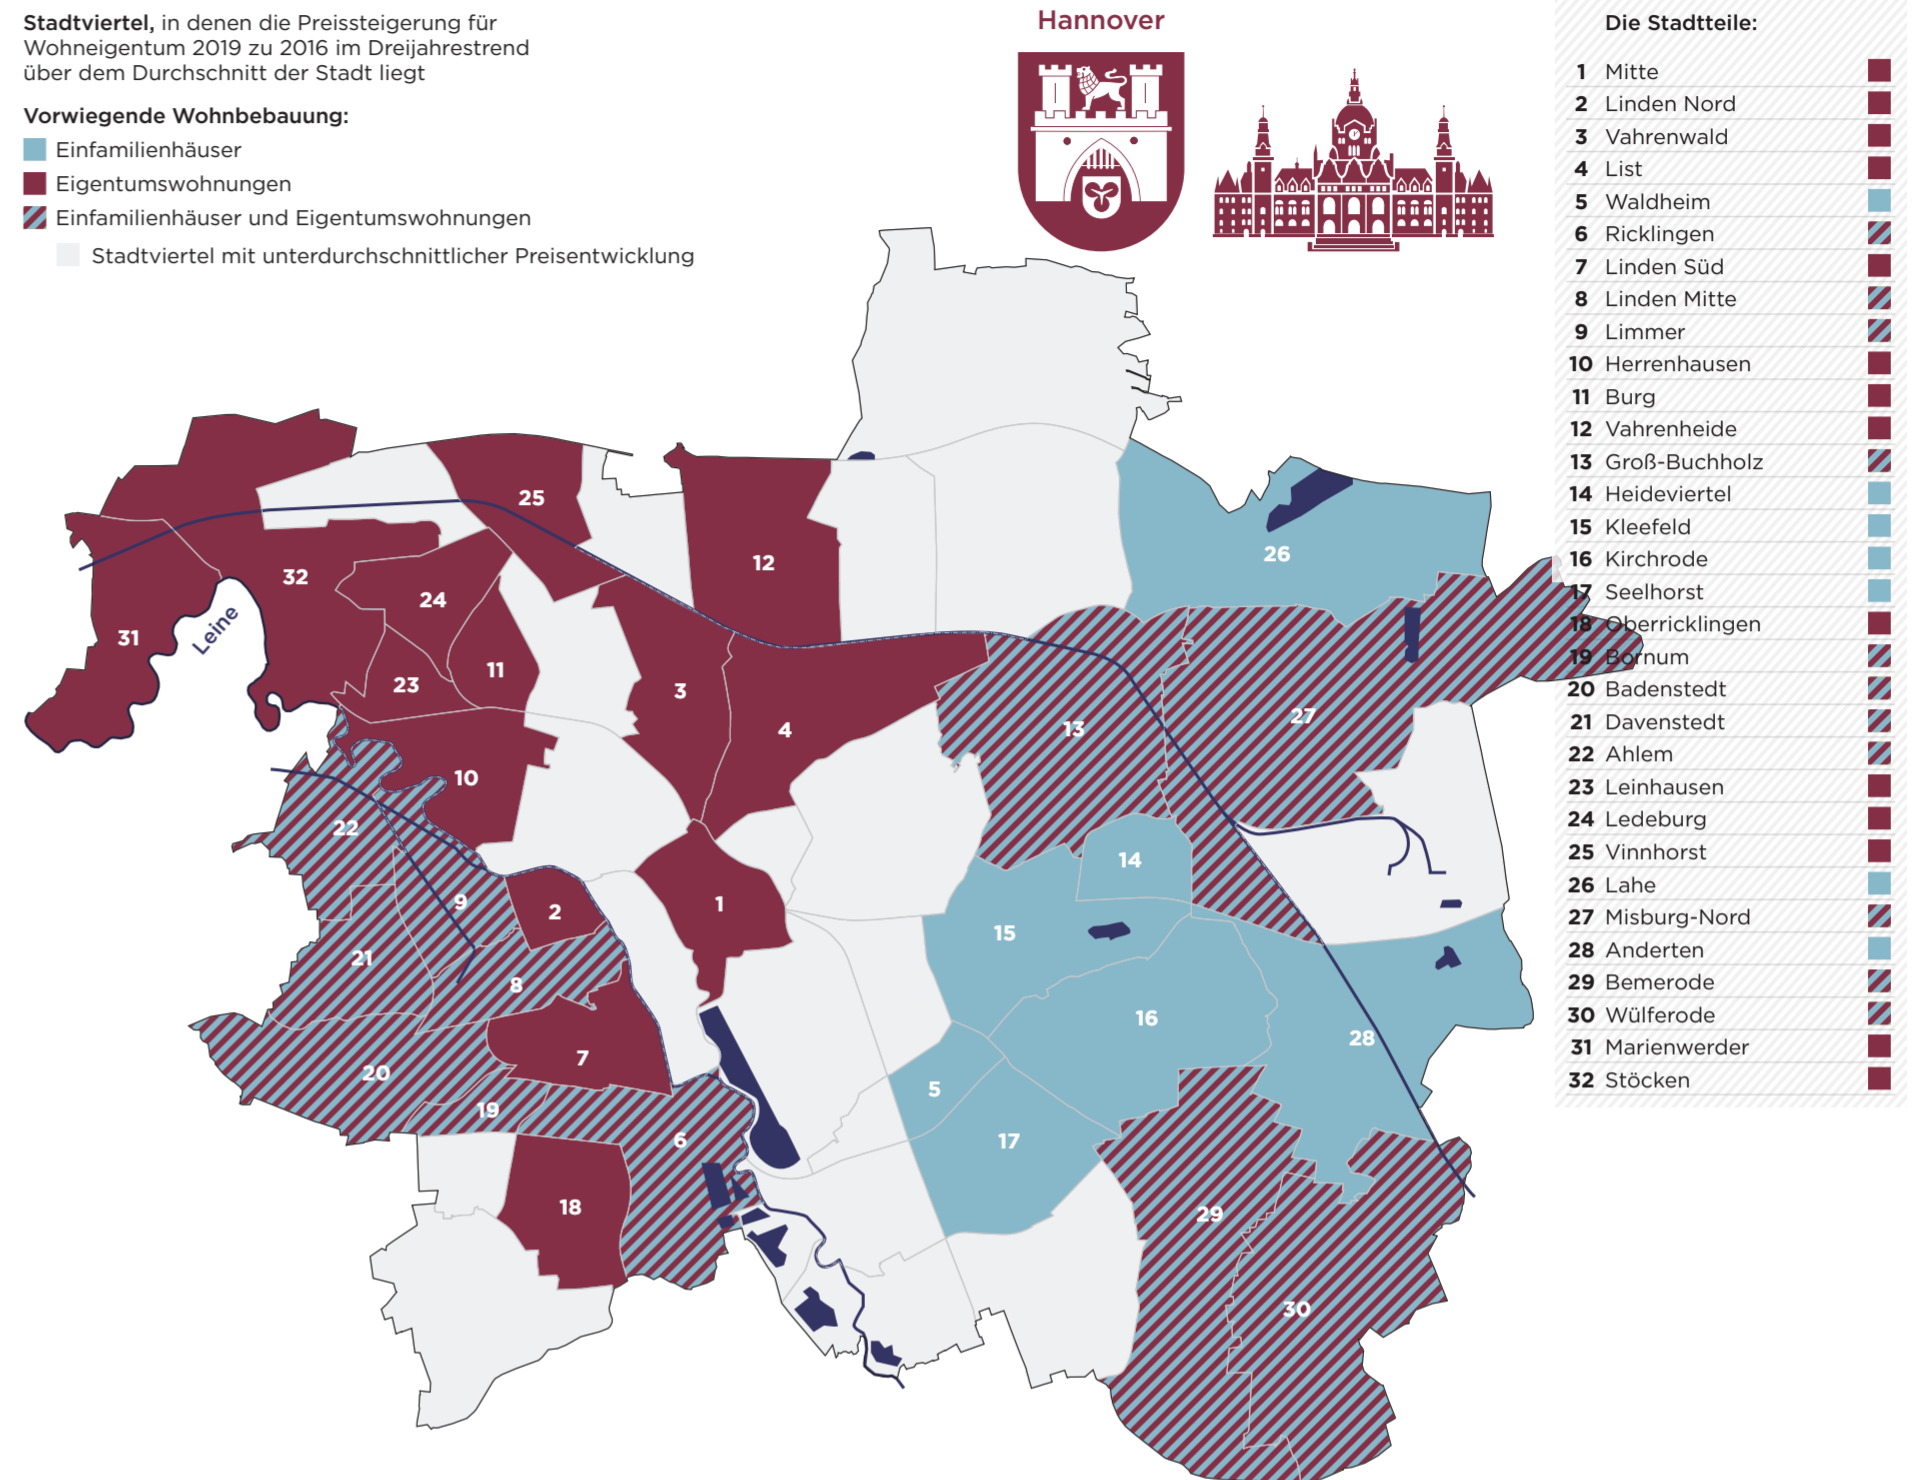 Stadtviertel, in denen die Preissteigerung für
Wohneigentum 2019 zu 2016 im Dreijahrestrend
über dem Durchschnitt der Stadt liegt
Vorwiegende Wohnbebauung:
Einfamilienhäuser
Eigentumswohnungen
Einfamilienhäuser und Eigentumswohnungen
Stadtviertel mit unterdurchschnittlicher Preisentwicklung
Hannover
Die Stadtteile:
1 Mitte
2 Linden Nord
3 Vahrenwald
4 List
5 Waldheim
6 Ricklingen
7 Linden Süd
8 Linden Mitte
9 Limmer
10 Herrenhausen
11 Burg
12 Vahrenheide
13 Groß-Buchholz
14 Heideviertel
15 Kleefeld
16 Kirchrode
17 Seelhorst
18 Oberricklingen
19 Bornum
20 Badenstedt
21 Davenstedt
22 Ahlem
23 Leinhausen
24 Ledeburg
25 Vinnhorst
26 Lahe
27 Misburg-Nord
28 Anderten
29 Bemerode
30 Wülferode
31 Marienwerder
32 Stöcken
25
12
26
32
24
31
Leine
23
11
3
4
13
27
10
22
14
9
2
1
15
21
8
16
28
7
20
5
19
6
17
18
29
30